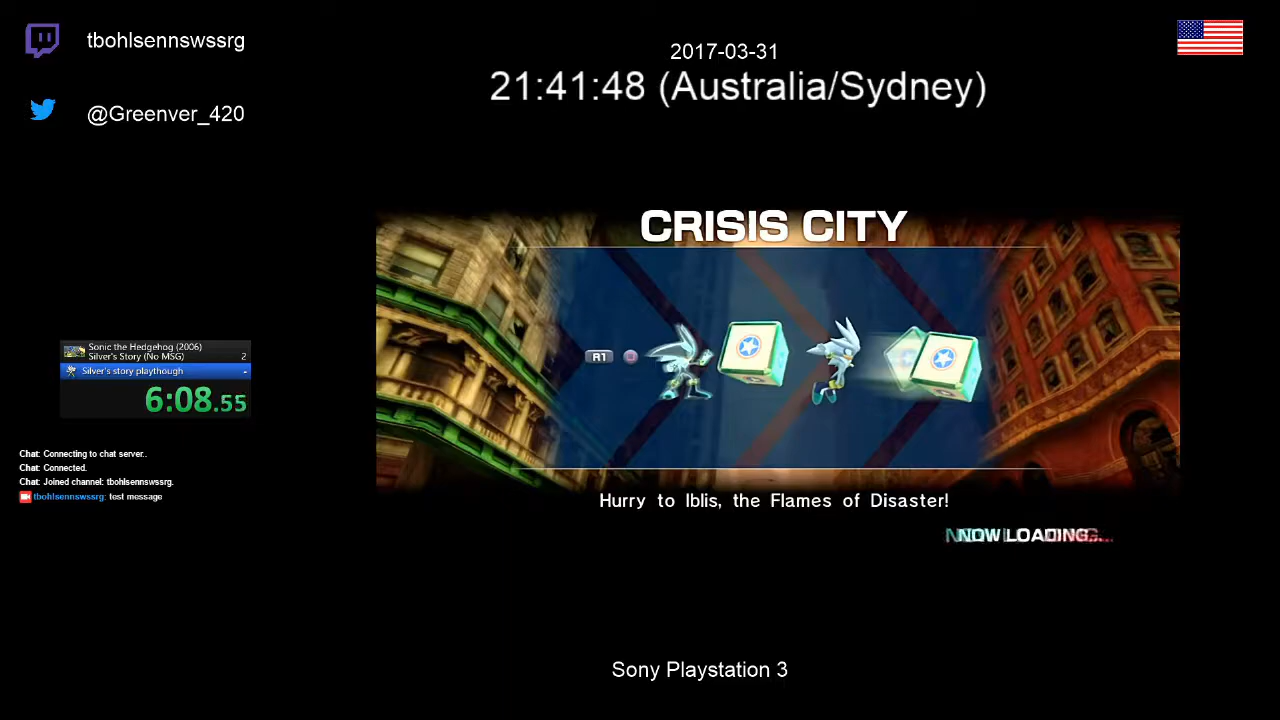 tbohlsennswssrg
@Greenver_420
2017-03-31
21:41:48 (Australia/Sydney)
CRISIS CITY
R1
Hurry to Iblis, the Flames of Disaster!
NOW LOADING...
Sonic the Hedgehog (2006)
Silver's Story (No MSG) 2
Silver's story playthough -
6:08.55
Chat: Connecting to chat server..
Chat: Connected.
Chat: Joined channel: tbohlsennswssrg.
tbohlsennswssrg: test message
Sony Playstation 3